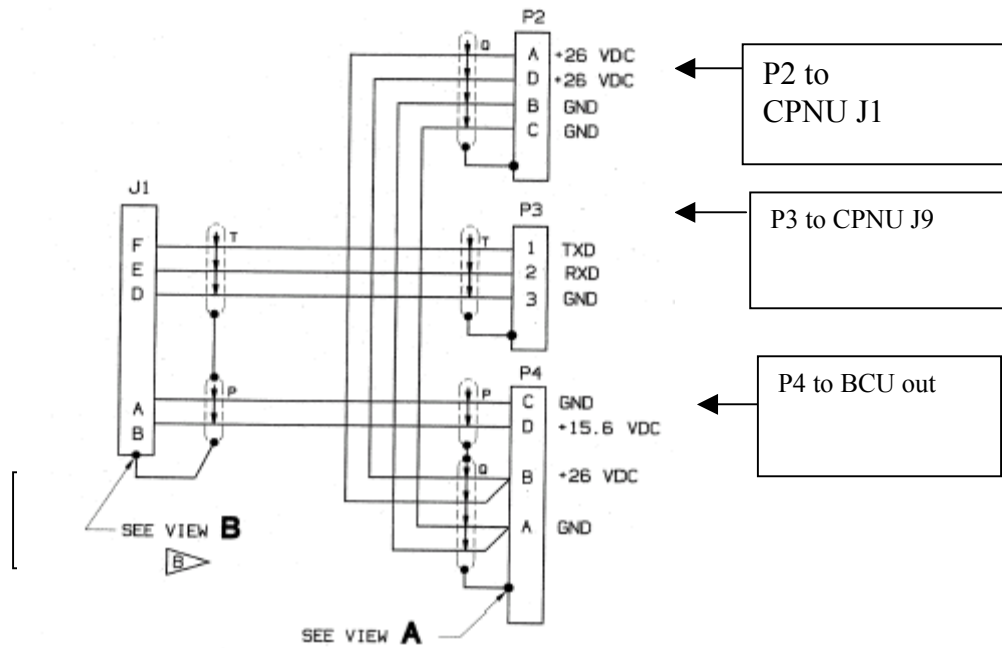 P2
Q
A +26 VDC
D +26 VDC
B GND
C GND
P2 to
CPNU J1
J1
P3
P3 to CPNU J9
F T T 1 TXD
E 2 RXD
D 3 GND
P4
P4 to BCU out
A P P C GND
B D +15.6 VDC
Q B +26 VDC
A GND
SEE VIEW B
B
SEE VIEW A